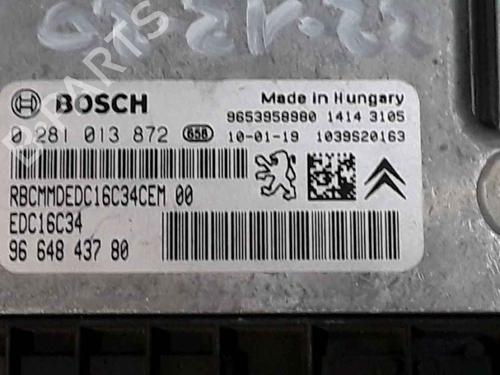 BOSCH
Made in Hungary
9653958980 1414 3105
0 281 013 872 658 10-01-19 1039S20163
RBCMMDEDC16C34CEM 00
EDC16C34
96 648 437 80